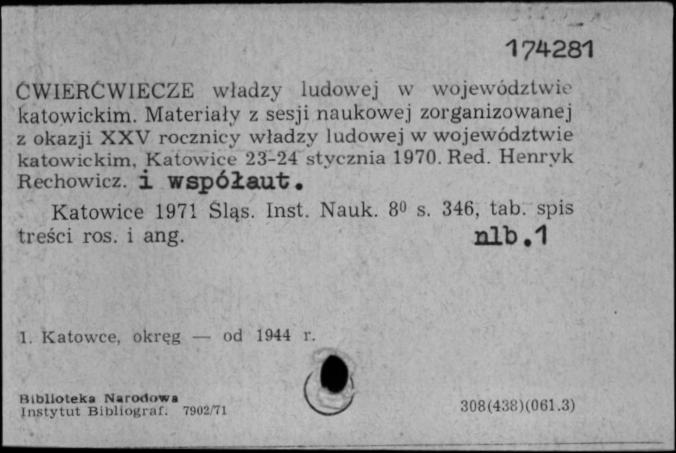 174281
ĆWIERĆWIECZE władzy ludowej w województwie
katowickim. Materiały z sesji naukowej zorganizowanej
z okazji XXV rocznicy władzy ludowej w województwie
katowickim, Katowice 23-24 stycznia 1970. Red. Henryk
Rechowicz. i współaut.
Katowice 1971 Śląs. Inst. Nauk. 8⁰ s. 346, tab. spis
treści ros. i ang. nlb.1
1. Katowce, okręg — od 1944 r.
Biblioteka Narodowa
Instytut Bibliograf. 7902/71 308(438)(061.3)